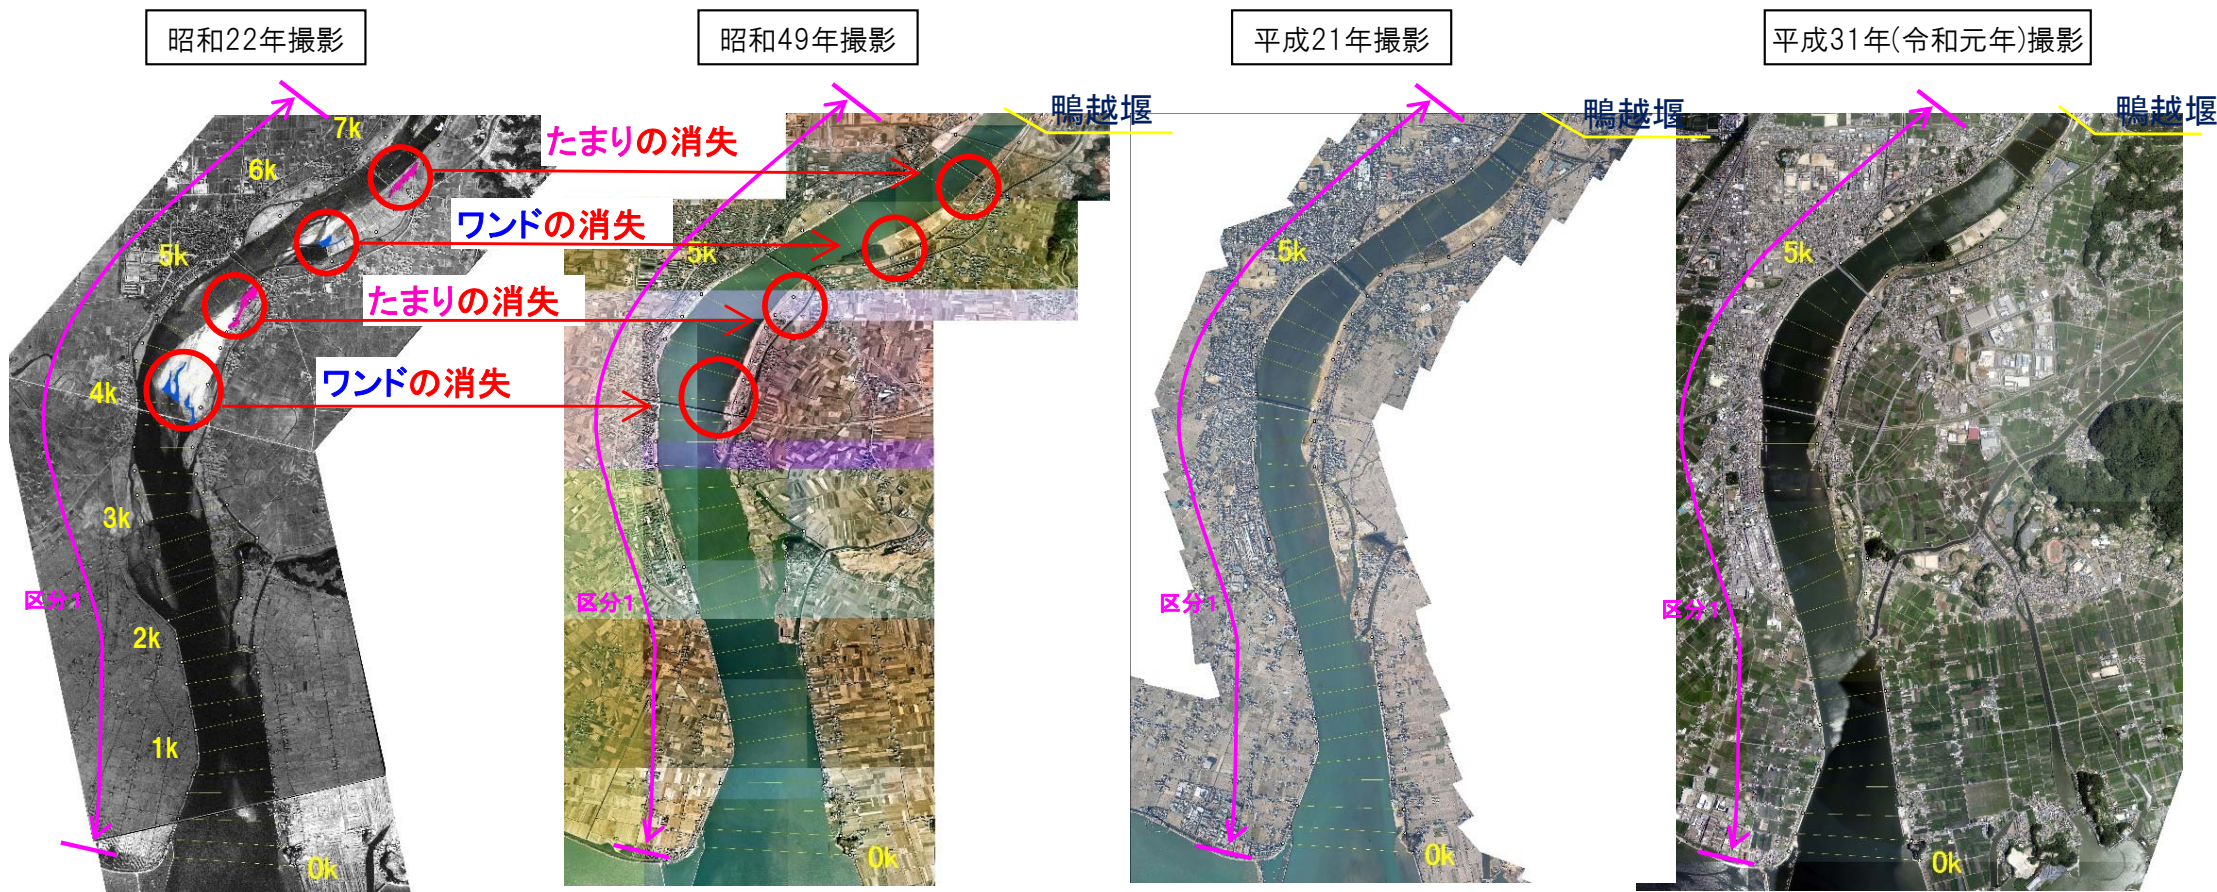 昭和22年撮影
昭和49年撮影
平成21年撮影
平成31年(令和元年)撮影
7k
6k
5k
4k
3k
2k
1k
0k
区分1
たまりの消失
ワンドの消失
たまりの消失
ワンドの消失
鴨越堰
5k
区分1
0k
鴨越堰
5k
区分1
0k
鴨越堰
5k
区分1
0k